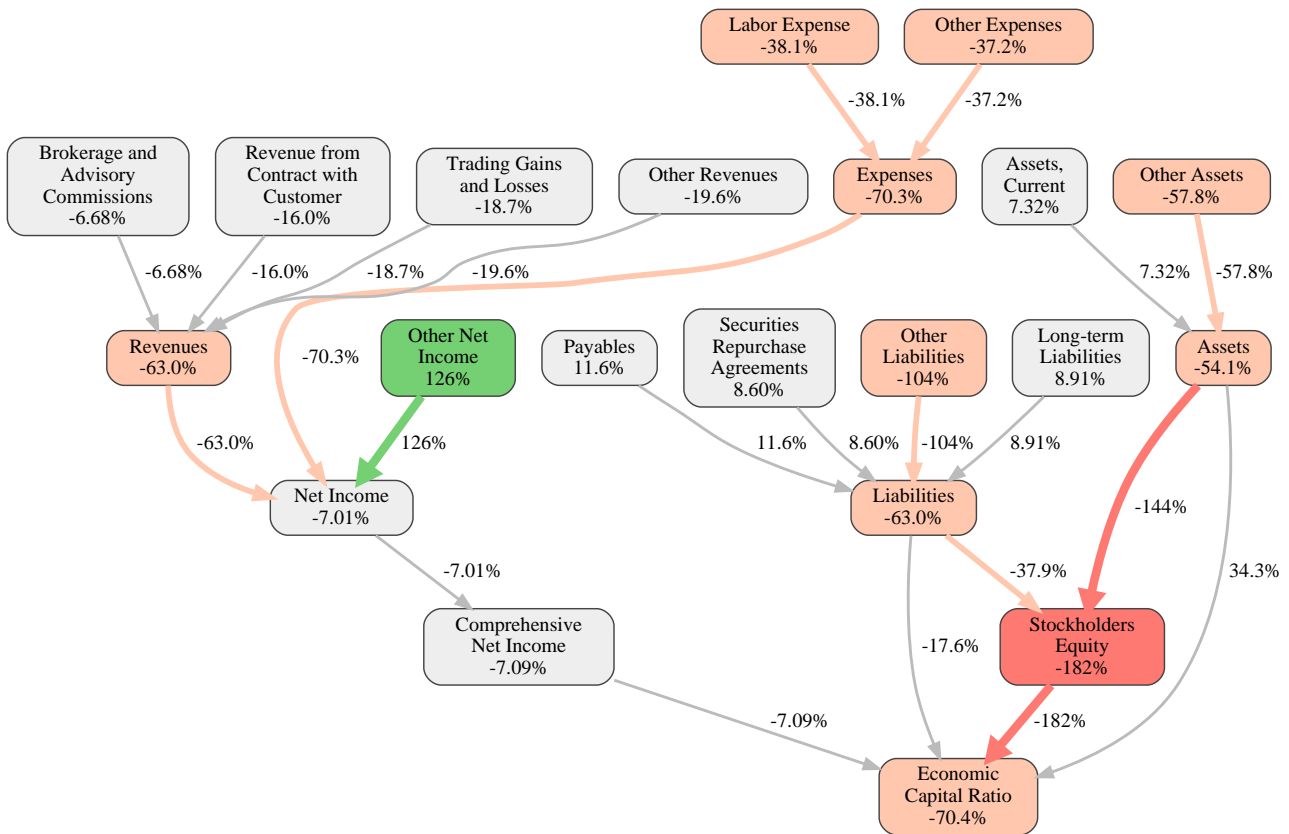 Labor Expense
-38.1%
Other Expenses
-37.2%
-38.1%
-37.2%
Brokerage and
Advisory
Commissions
-6.68%
Revenue from
Contract with
Customer
-16.0%
Trading Gains
and Losses
-18.7%
Other Revenues
-19.6%
Expenses
-70.3%
Assets,
Current
7.32%
Other Assets
-57.8%
-6.68%
-16.0%
-18.7%
-19.6%
7.32%
-57.8%
Revenues
-63.0%
-70.3%
Other Net
Income
126%
Payables
11.6%
Securities
Repurchase
Agreements
8.60%
Other
Liabilities
-104%
Long-term
Liabilities
8.91%
Assets
-54.1%
-63.0%
126%
11.6%
8.60%
-104%
8.91%
Net Income
-7.01%
Liabilities
-63.0%
-144%
-7.01%
-37.9%
34.3%
Comprehensive
Net Income
-7.09%
-17.6%
Stockholders
Equity
-182%
-7.09%
-182%
Economic
Capital Ratio
-70.4%